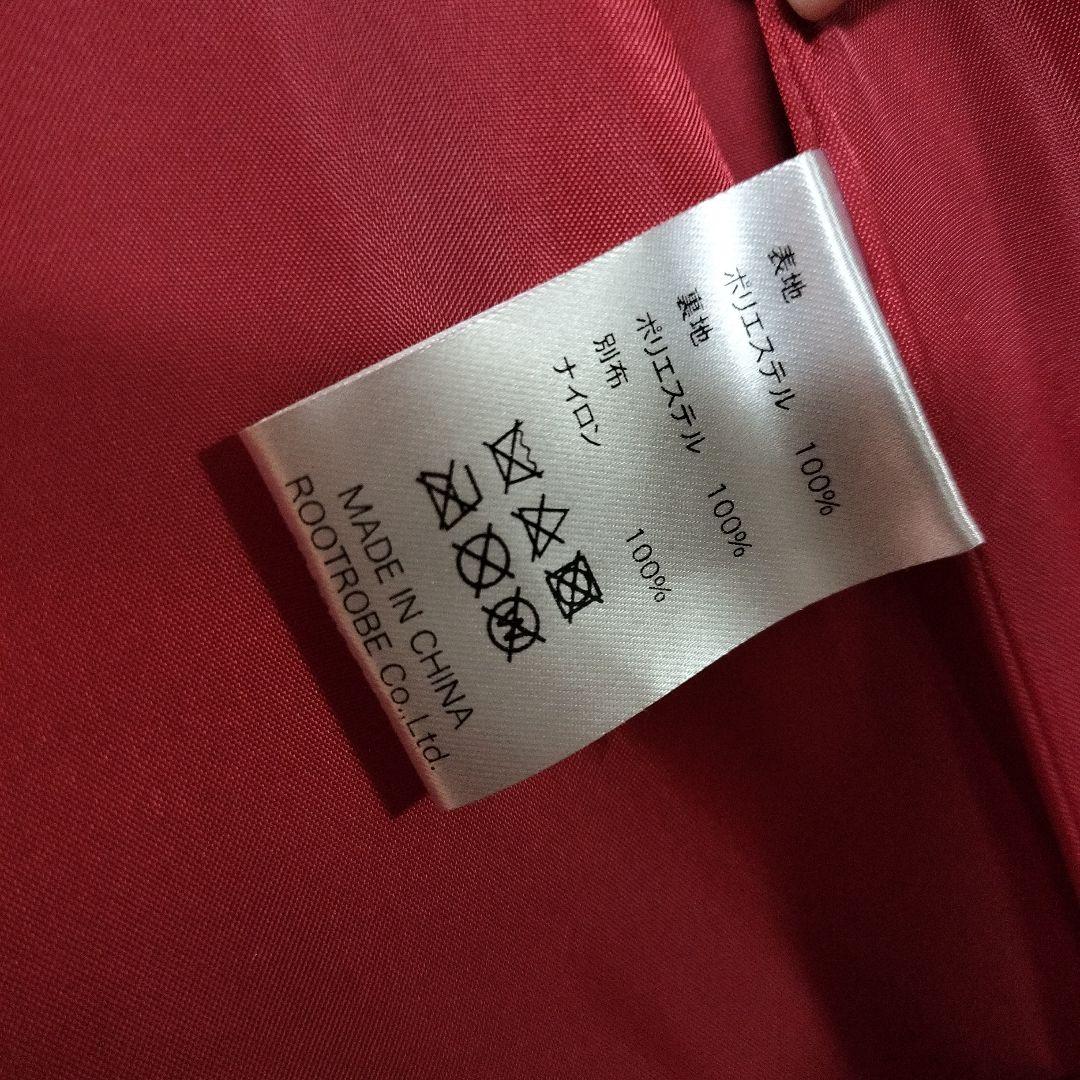 表地
ポリエステル 100%
裏地
ポリエステル 100%
別布
ナイロン 100%
MADE IN CHINA
ROOTROBE Co.,Ltd.